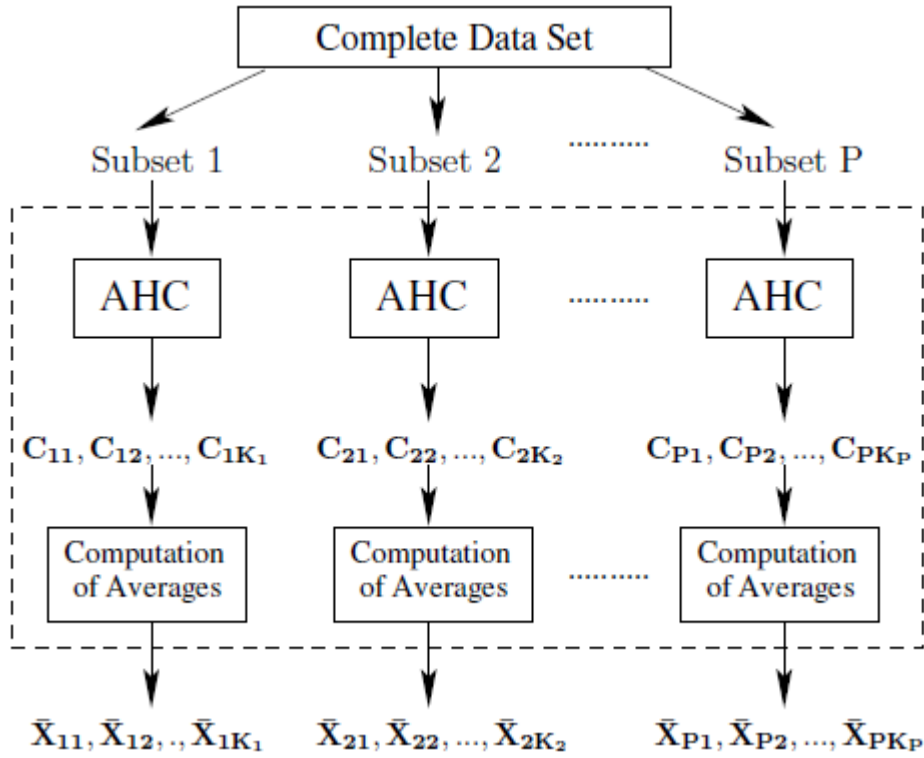 Complete Data Set
Subset 1 Subset 2 .......... Subset P
AHC AHC .......... AHC
C₁₁, C₁₂, ..., C₁K₁ C₂₁, C₂₂, ..., C₂K₂ Cₚ₁, Cₚ₂, ..., CₚKₚ
Computation of Averages Computation of Averages .......... Computation of Averages
X̄₁₁, X̄₁₂, ., X̄₁K₁ X̄₂₁, X̄₂₂, ..., X̄₂K₂ X̄ₚ₁, X̄ₚ₂, ..., X̄ₚKₚ